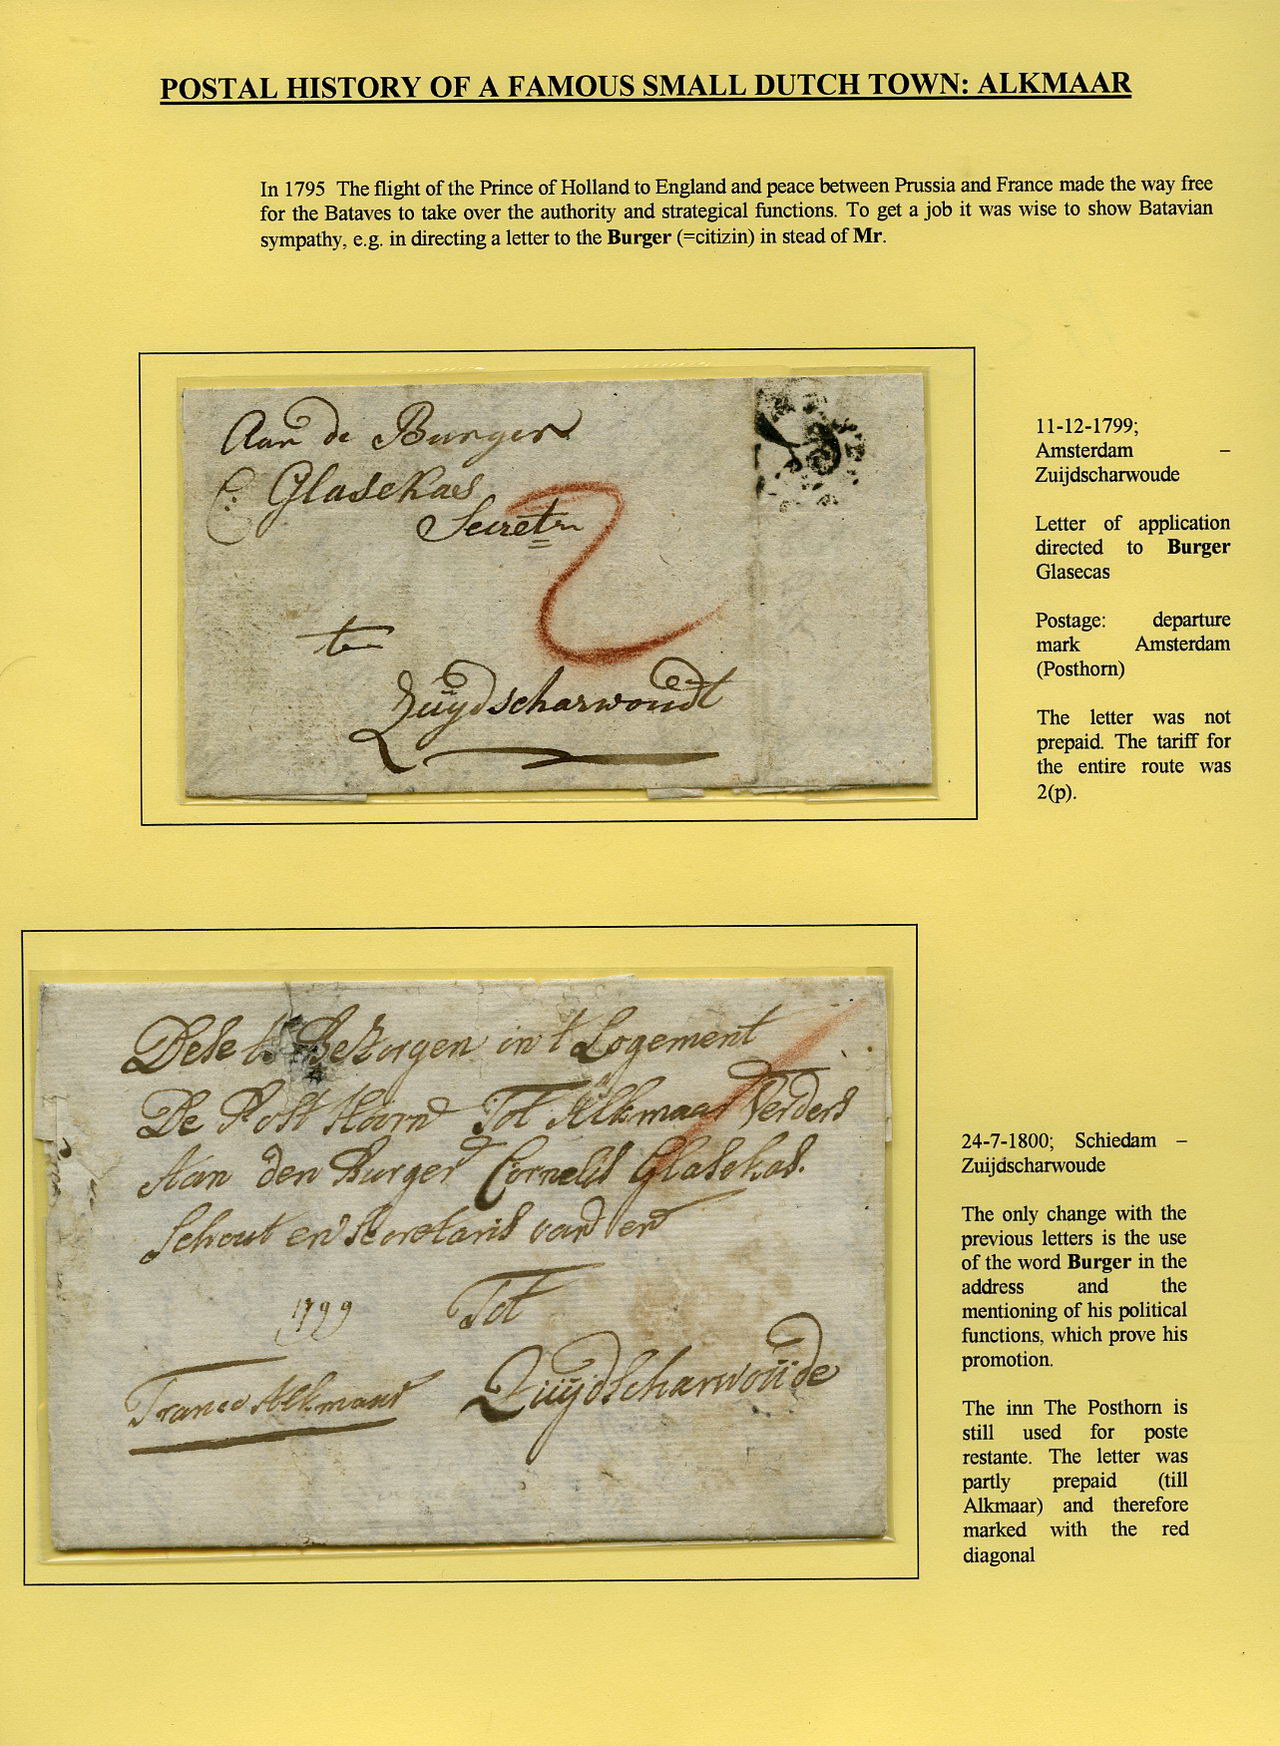 POSTAL HISTORY OF A FAMOUS SMALL DUTCH TOWN: ALKMAAR
In 1795 The flight of the Prince of Holland to England and peace between Prussia and France made the way free
for the Bataves to take over the authority and strategical functions. To get a job it was wise to show Batavian
sympathy, e.g. in directing a letter to the Burger (=citizin) in stead of Mr.
Aan de Burger
C: Glasekas
Secret
2
te
Zuijdscharwoude
11-12-1799;
Amsterdam –
Zuijdscharwoude
Letter of application
directed to Burger
Glasecas
Postage: departure
mark Amsterdam
(Posthorn)
The letter was not
prepaid. The tariff for
the entire route was
2(p).
Dese te Bezorgen in t Logement
De Post Hoorn Tot Alkmaar Verders
Aan den Burger Cornelis Glasekas.
Schout en Secretaris van
1799 Tot
Franco Alkmaar Zuijdscharwoude
24-7-1800; Schiedam –
Zuijdscharwoude
The only change with the
previous letters is the use
of the word Burger in the
address and the
mentioning of his political
functions, which prove his
promotion.
The inn The Posthorn is
still used for poste
restante. The letter was
partly prepaid (till
Alkmaar) and therefore
marked with the red
diagonal